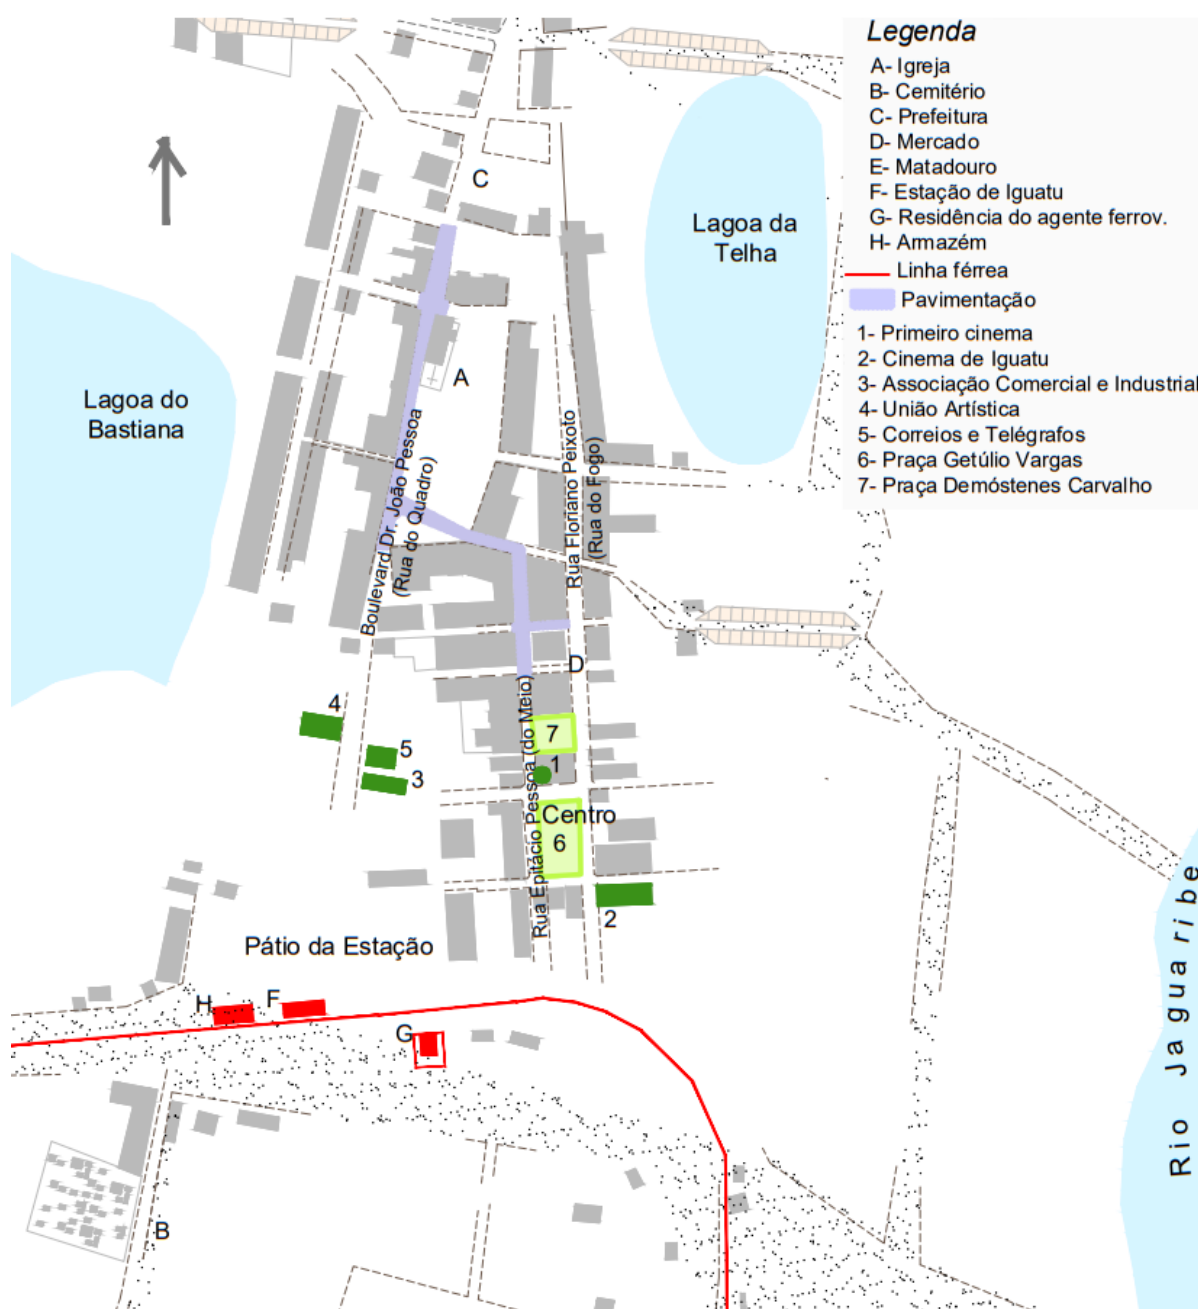 Legenda
A- Igreja
B- Cemitério
C- Prefeitura
D- Mercado
E- Matadouro
F- Estação de Iguatu
G- Residência do agente ferrov.
H- Armazém
Linha férrea
Pavimentação
1- Primeiro cinema
2- Cinema de Iguatu
3- Associação Comercial e Industrial
4- União Artística
5- Correios e Telégrafos
6- Praça Getúlio Vargas
7- Praça Demóstenes Carvalho
C
Lagoa da
Telha
A
Lagoa do
Bastiana
Boulevard Dr. João Pessoa
(Rua do Quadro)
Rua Floriano Peixoto
(Rua do Fogo)
D
4
5
3
7
1
Rua Epitácio Pessoa (do Meio)
Centro
6
2
Pátio da Estação
H
F
G
B
Rio Jaguaribe